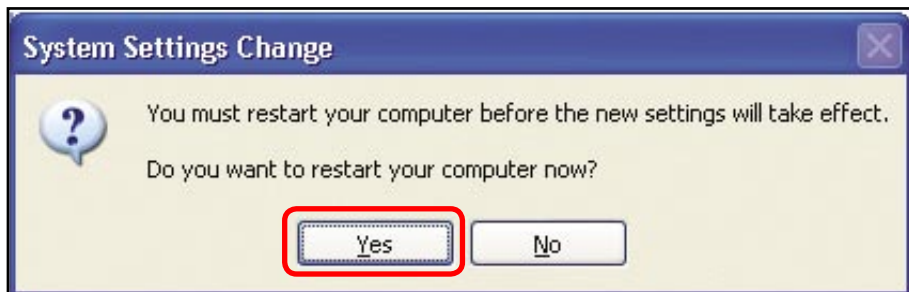 System Settings Change
You must restart your computer before the new settings will take effect.
Do you want to restart your computer now?
Yes
No